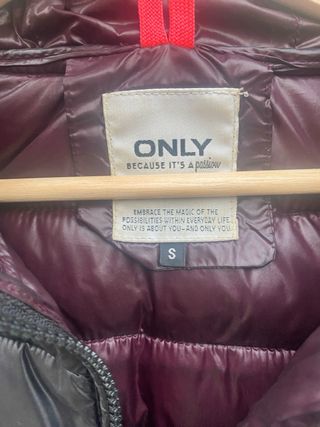 ONLY
BECAUSE IT'S A passion
EMBRACE THE MAGIC OF THE
POSSIBILITIES WITHIN EVERYDAY LIFE
ONLY IS ABOUT YOU-AND ONLY YOU.
S